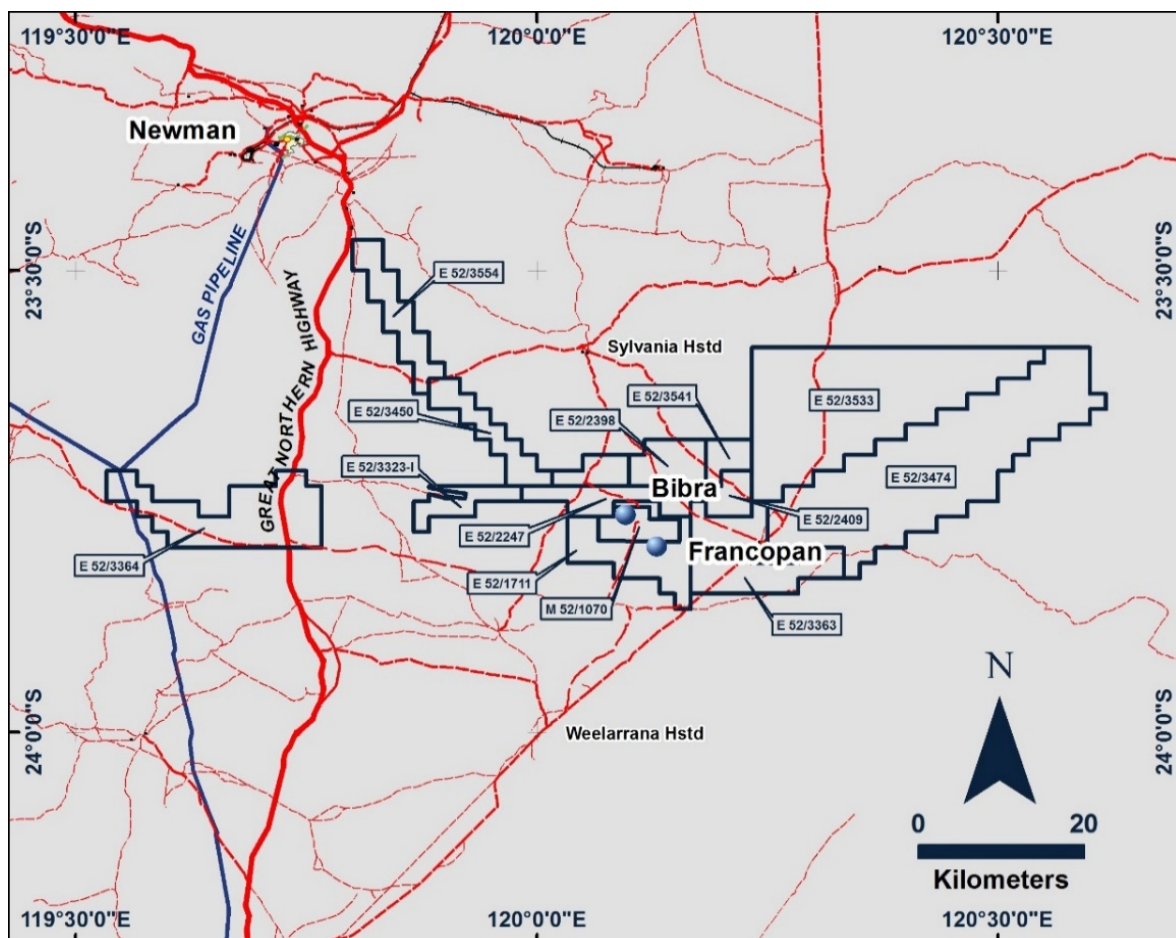 119°30'0"E
120°0'0"E
120°30'0"E
Newman
23°30'0"S
23°30'0"S
GAS PIPELINE
GREAT NORTHERN HIGHWAY
E 52/3554
Sylvania Hstd
E 52/3541
E 52/3533
E 52/3450
E 52/2398
E 52/3323-I
E 52/3474
Bibra
E 52/2409
E 52/2247
Francopan
E 52/3364
E 52/1711
M 52/1070
E 52/3363
N
24°0'0"S
24°0'0"S
Weelarrana Hstd
0 20
Kilometers
119°30'0"E
120°0'0"E
120°30'0"E